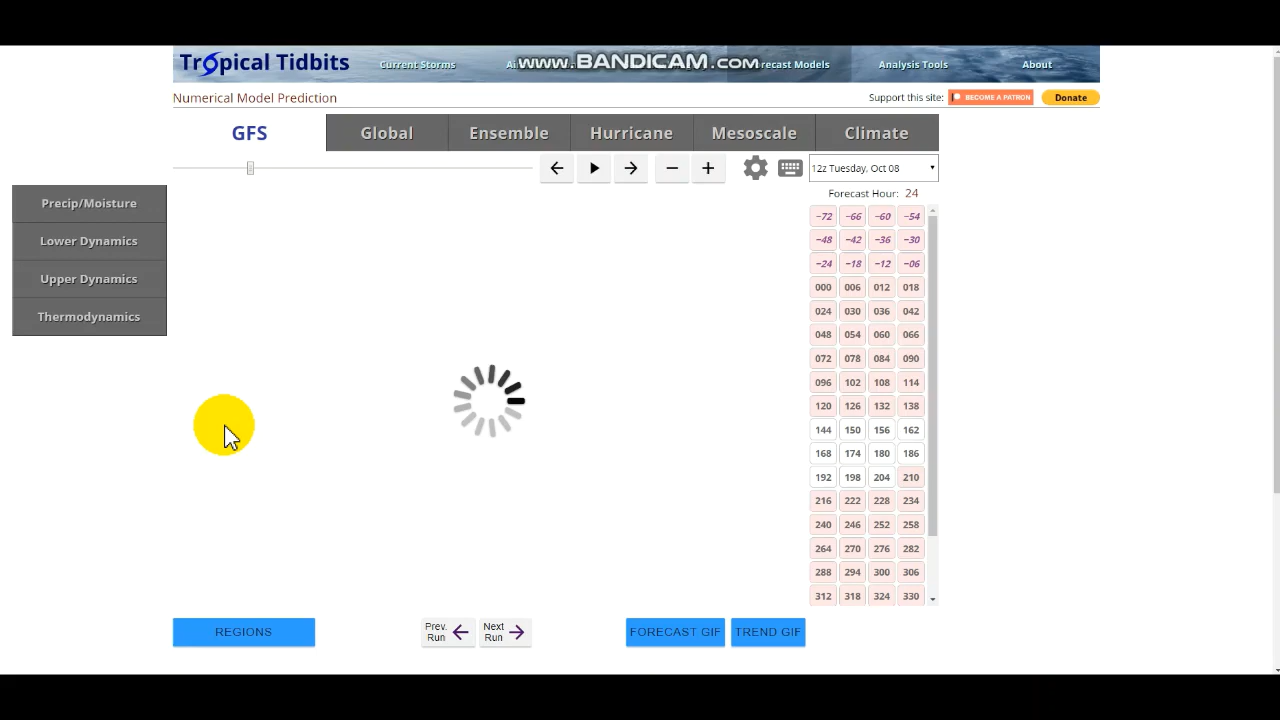 Tropical Tidbits
Current Storms
www.BANDICAM.com
Forecast Models
Analysis Tools
About
Numerical Model Prediction
Support this site:
BECOME A PATRON
Donate
GFS
Global
Ensemble
Hurricane
Mesoscale
Climate
12z Tuesday, Oct 08
Forecast Hour: 24
Precip/Moisture
Lower Dynamics
Upper Dynamics
Thermodynamics
-72 -66 -60 -54
-48 -42 -36 -30
-24 -18 -12 -06
000 006 012 018
024 030 036 042
048 054 060 066
072 078 084 090
096 102 108 114
120 126 132 138
144 150 156 162
168 174 180 186
192 198 204 210
216 222 228 234
240 246 252 258
264 270 276 282
288 294 300 306
312 318 324 330
REGIONS
Prev. Run
Next Run
FORECAST GIF
TREND GIF